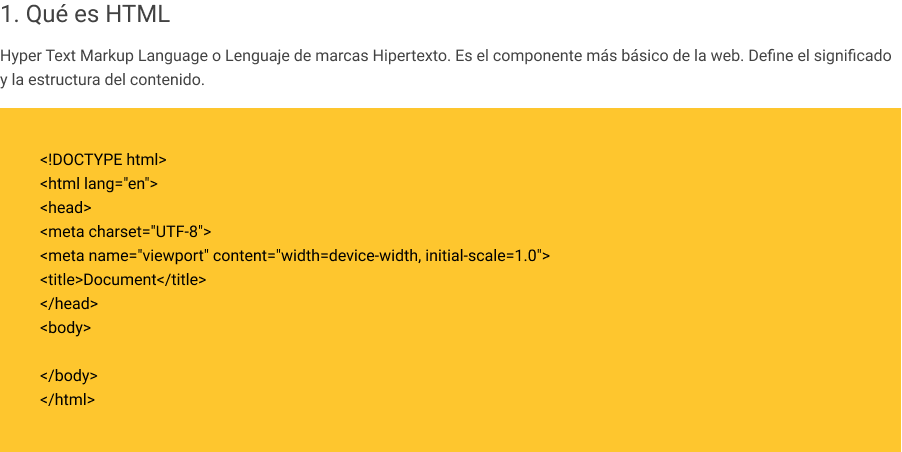 1. Qué es HTML
Hyper Text Markup Language o Lenguaje de marcas Hipertexto. Es el componente más básico de la web. Define el significado
y la estructura del contenido.
<!DOCTYPE html>
<html lang="en">
<head>
<meta charset="UTF-8">
<meta name="viewport" content="width=device-width, initial-scale=1.0">
<title>Document</title>
</head>
<body>
</body>
</html>